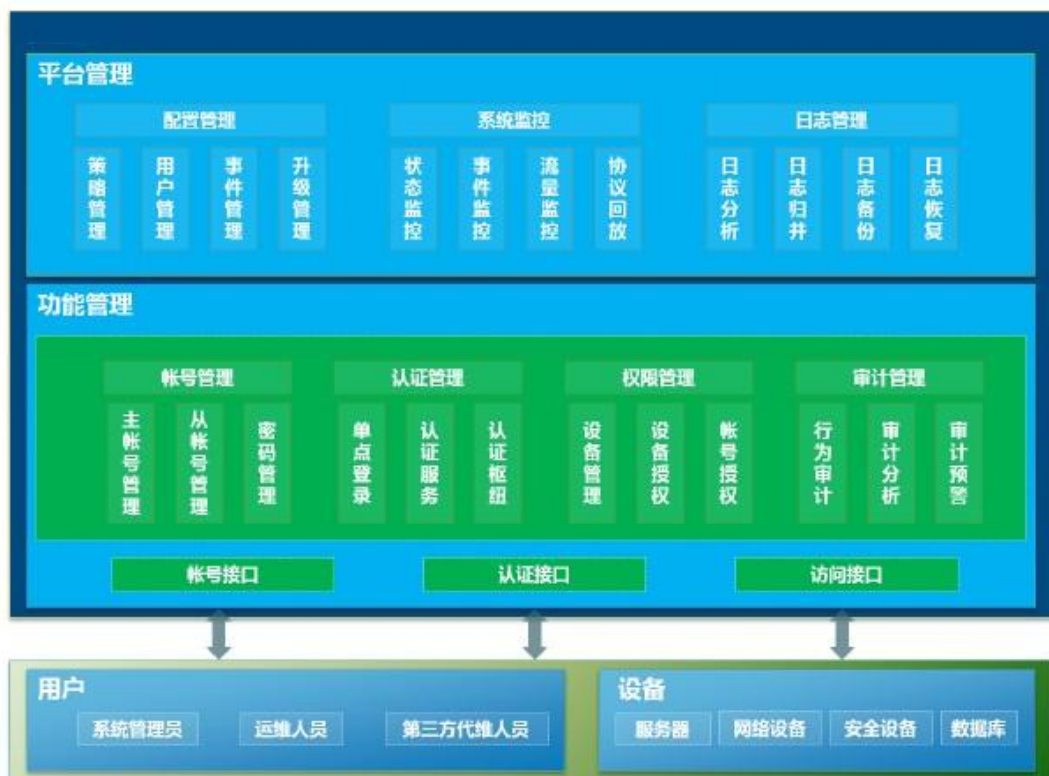 平台管理
配置管理
系统监控
日志管理
策略管理
用户管理
事件管理
升级管理
状态监控
事件监控
流量监控
协议回放
日志分析
日志归并
日志备份
日志恢复
功能管理
帐号管理
认证管理
权限管理
审计管理
主帐号管理
从帐号管理
密码管理
单点登录
认证服务
认证枢纽
设备管理
设备授权
帐号授权
行为审计
审计分析
审计预警
帐号接口
认证接口
访问接口
用户
系统管理员
运维人员
第三方代维人员
设备
服务器
网络设备
安全设备
数据库